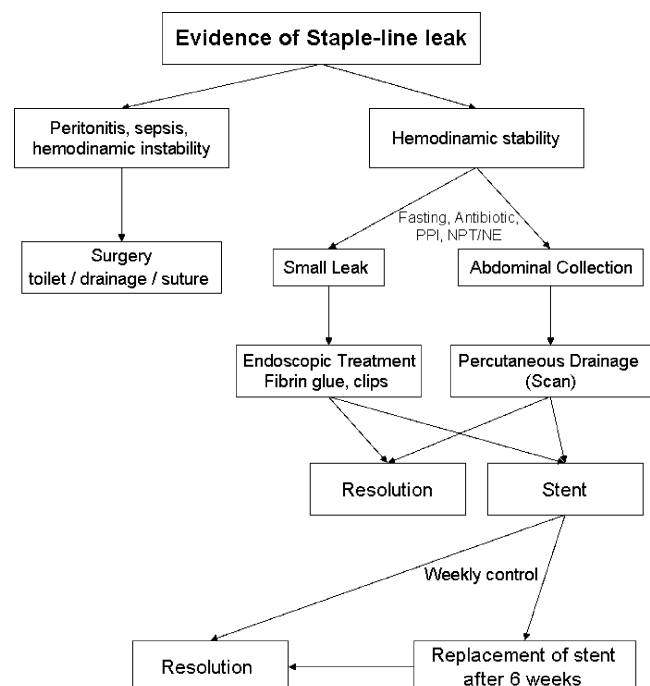 Evidence of Staple-line leak
Peritonitis, sepsis,
hemodinamic instability
Hemodinamic stability
Fasting, Antibiotic,
PPI, NPT/NE
Surgery
toilet / drainage / suture
Small Leak
Abdominal Collection
Endoscopic Treatment
Fibrin glue, clips
Percutaneous Drainage
(Scan)
Resolution
Stent
Weekly control
Resolution
Replacement of stent
after 6 weeks